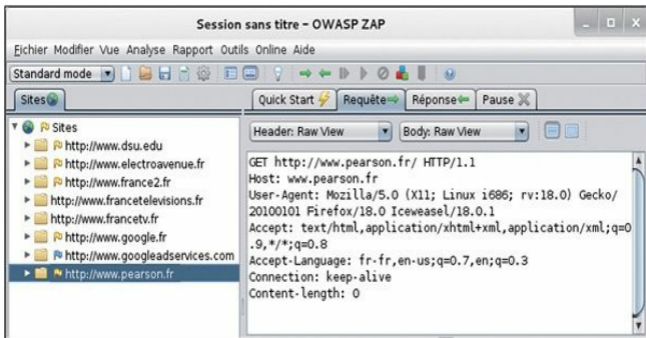 Session sans titre - OWASP ZAP
Fichier Modifier Vue Analyse Rapport Outils Online Aide
Standard mode
Sites
Quick Start Requête Réponse Pause
Sites
http://www.dsu.edu
http://www.electroavenue.fr
http://www.france2.fr
http://www.francetelevisions.fr
http://www.francetv.fr
http://www.google.fr
http://www.googleadservices.com
http://www.pearson.fr
Header: Raw View Body: Raw View
GET http://www.pearson.fr/ HTTP/1.1
Host: www.pearson.fr
User-Agent: Mozilla/5.0 (X11; Linux i686; rv:18.0) Gecko/
20100101 Firefox/18.0 Iceweasel/18.0.1
Accept: text/html,application/xhtml+xml,application/xml;q=0
.9,*/*;q=0.8
Accept-Language: fr-fr,en-us;q=0.7,en;q=0.3
Connection: keep-alive
Content-length: 0